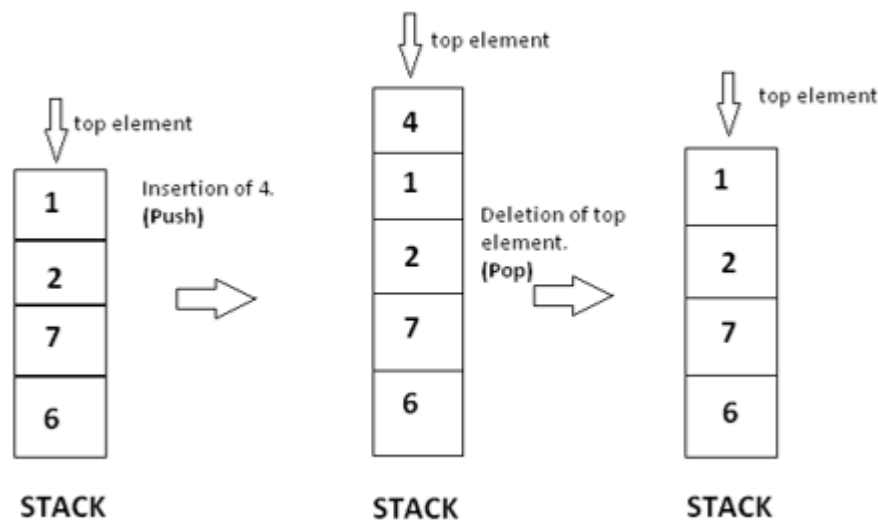 top element
1
2
7
6
STACK
Insertion of 4.
(Push)
top element
4
1
2
7
6
STACK
Deletion of top
element.
(Pop)
top element
1
2
7
6
STACK